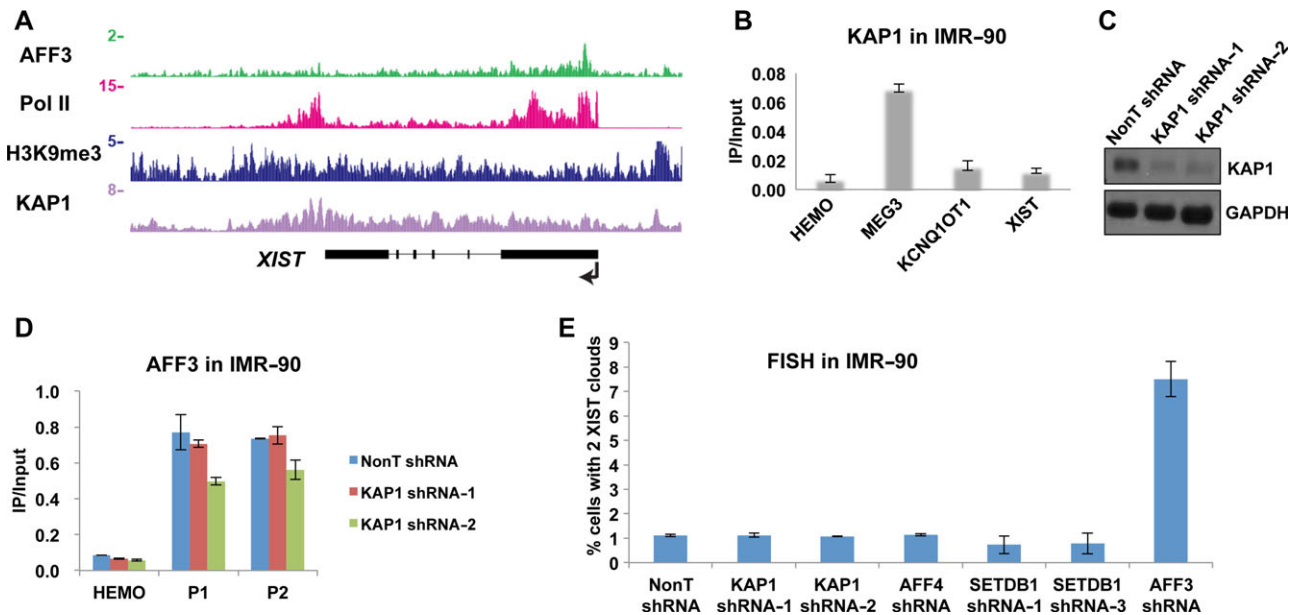 A
AFF3
2-
Pol II
15-
H3K9me3
5-
KAP1
8-
XIST
B
KAP1 in IMR-90
IP/Input
0.08
0.06
0.04
0.02
0.00
HEMO
MEG3
KCNQ1OT1
XIST
C
NonT shRNA
KAP1 shRNA-1
KAP1 shRNA-2
KAP1
GAPDH
D
AFF3 in IMR-90
IP/Input
1.0
0.8
0.6
0.4
0.2
0.0
HEMO
P1
P2
NonT shRNA
KAP1 shRNA-1
KAP1 shRNA-2
E
FISH in IMR-90
% cells with 2 XIST clouds
9
8
7
6
5
4
3
2
1
0
NonT
shRNA
KAP1
shRNA-1
KAP1
shRNA-2
AFF4
shRNA
SETDB1
shRNA-1
SETDB1
shRNA-3
AFF3
shRNA